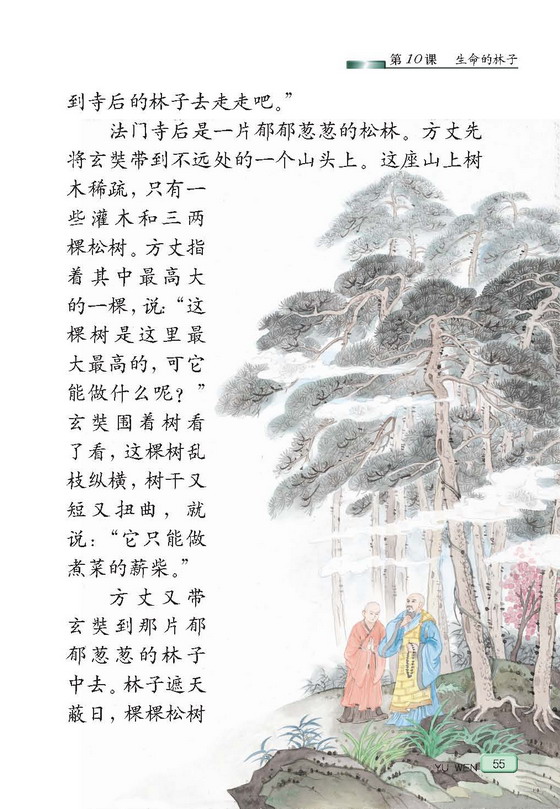 第10课 生命的林子
到寺后的林子去走走吧。”
法门寺后是一片郁郁葱葱的松林。方丈先
将玄奘带到不远处的一个山头上。这座山上树
木稀疏，只有一
些灌木和三两
棵松树。方丈指
着其中最高大
的一棵，说：“这
棵树是这里最
大最高的，可它
能做什么呢？”
玄奘围着树看
了看，这棵树乱
枝纵横，树干又
短又扭曲，就
说：“它只能做
煮菜的薪柴。”
方丈又带
玄奘到那片郁
郁葱葱的林子
中去。林子遮天
蔽日，棵棵松树
YU WEN 55